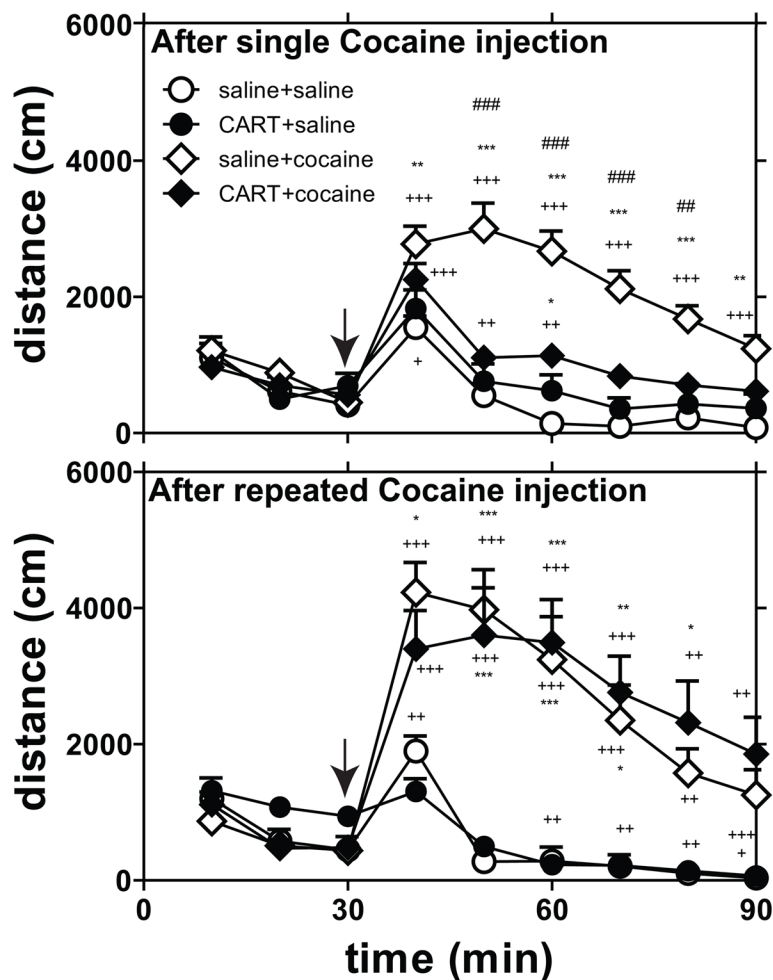 6000
After single Cocaine injection
saline+saline
CART+saline
saline+cocaine
CART+cocaine
###
###
###
##
** *** *** *** *** **
+++ +++ +++ +++ +++ +++
+++ ++ * ++
+
4000
2000
0
distance (cm)
6000
After repeated Cocaine injection
* *** *** ** *
+++ +++ +++ +++ ++ ++
+++ +++ +++ +++ ++ +++
*** *** * +
++ ++ ++ ++
4000
2000
0
distance (cm)
0 30 60 90
time (min)